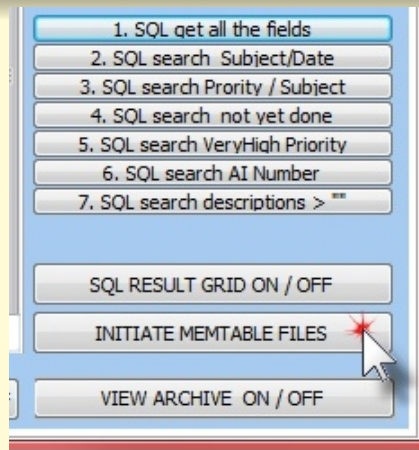 1. SQL get all the fields
2. SQL search Subject/Date
3. SQL search Prority / Subject
4. SQL search not yet done
5. SQL search VeryHigh Priority
6. SQL search AI Number
7. SQL search descriptions > ""
SQL RESULT GRID ON / OFF
INITIATE MEMTABLE FILES
VIEW ARCHIVE ON / OFF